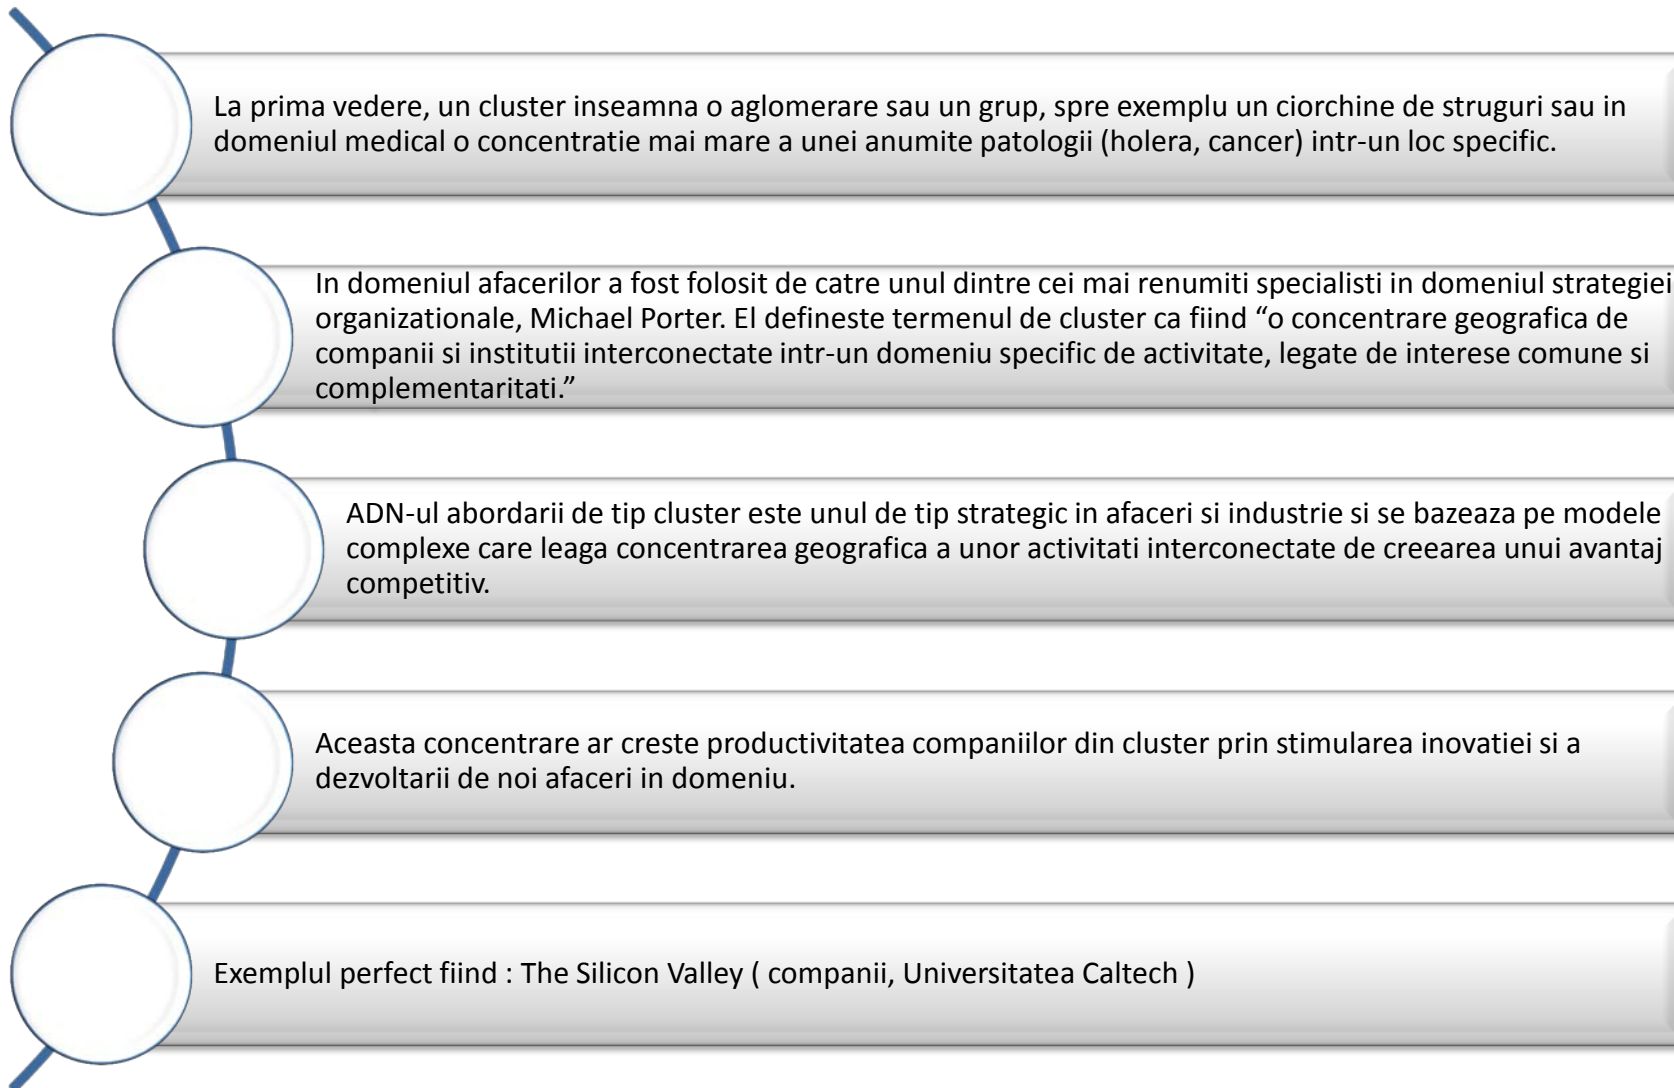 La prima vedere, un cluster inseamna o aglomerare sau un grup, spre exemplu un ciorchine de struguri sau in
domeniul medical o concentratie mai mare a unei anumite patologii (holera, cancer) intr-un loc specific.
In domeniul afacerilor a fost folosit de catre unul dintre cei mai renumiti specialisti in domeniul strategiei
organizationale, Michael Porter. El defineste termenul de cluster ca fiind “o concentrare geografica de
companii si institutii interconectate intr-un domeniu specific de activitate, legate de interese comune si
complementaritati.”
ADN-ul abordarii de tip cluster este unul de tip strategic in afaceri si industrie si se bazeaza pe modele
complexe care leaga concentrarea geografica a unor activitati interconectate de creearea unui avantaj
competitiv.
Aceasta concentrare ar creste productivitatea companiilor din cluster prin stimularea inovatiei si a
dezvoltarii de noi afaceri in domeniu.
Exemplul perfect fiind : The Silicon Valley ( companii, Universitatea Caltech )